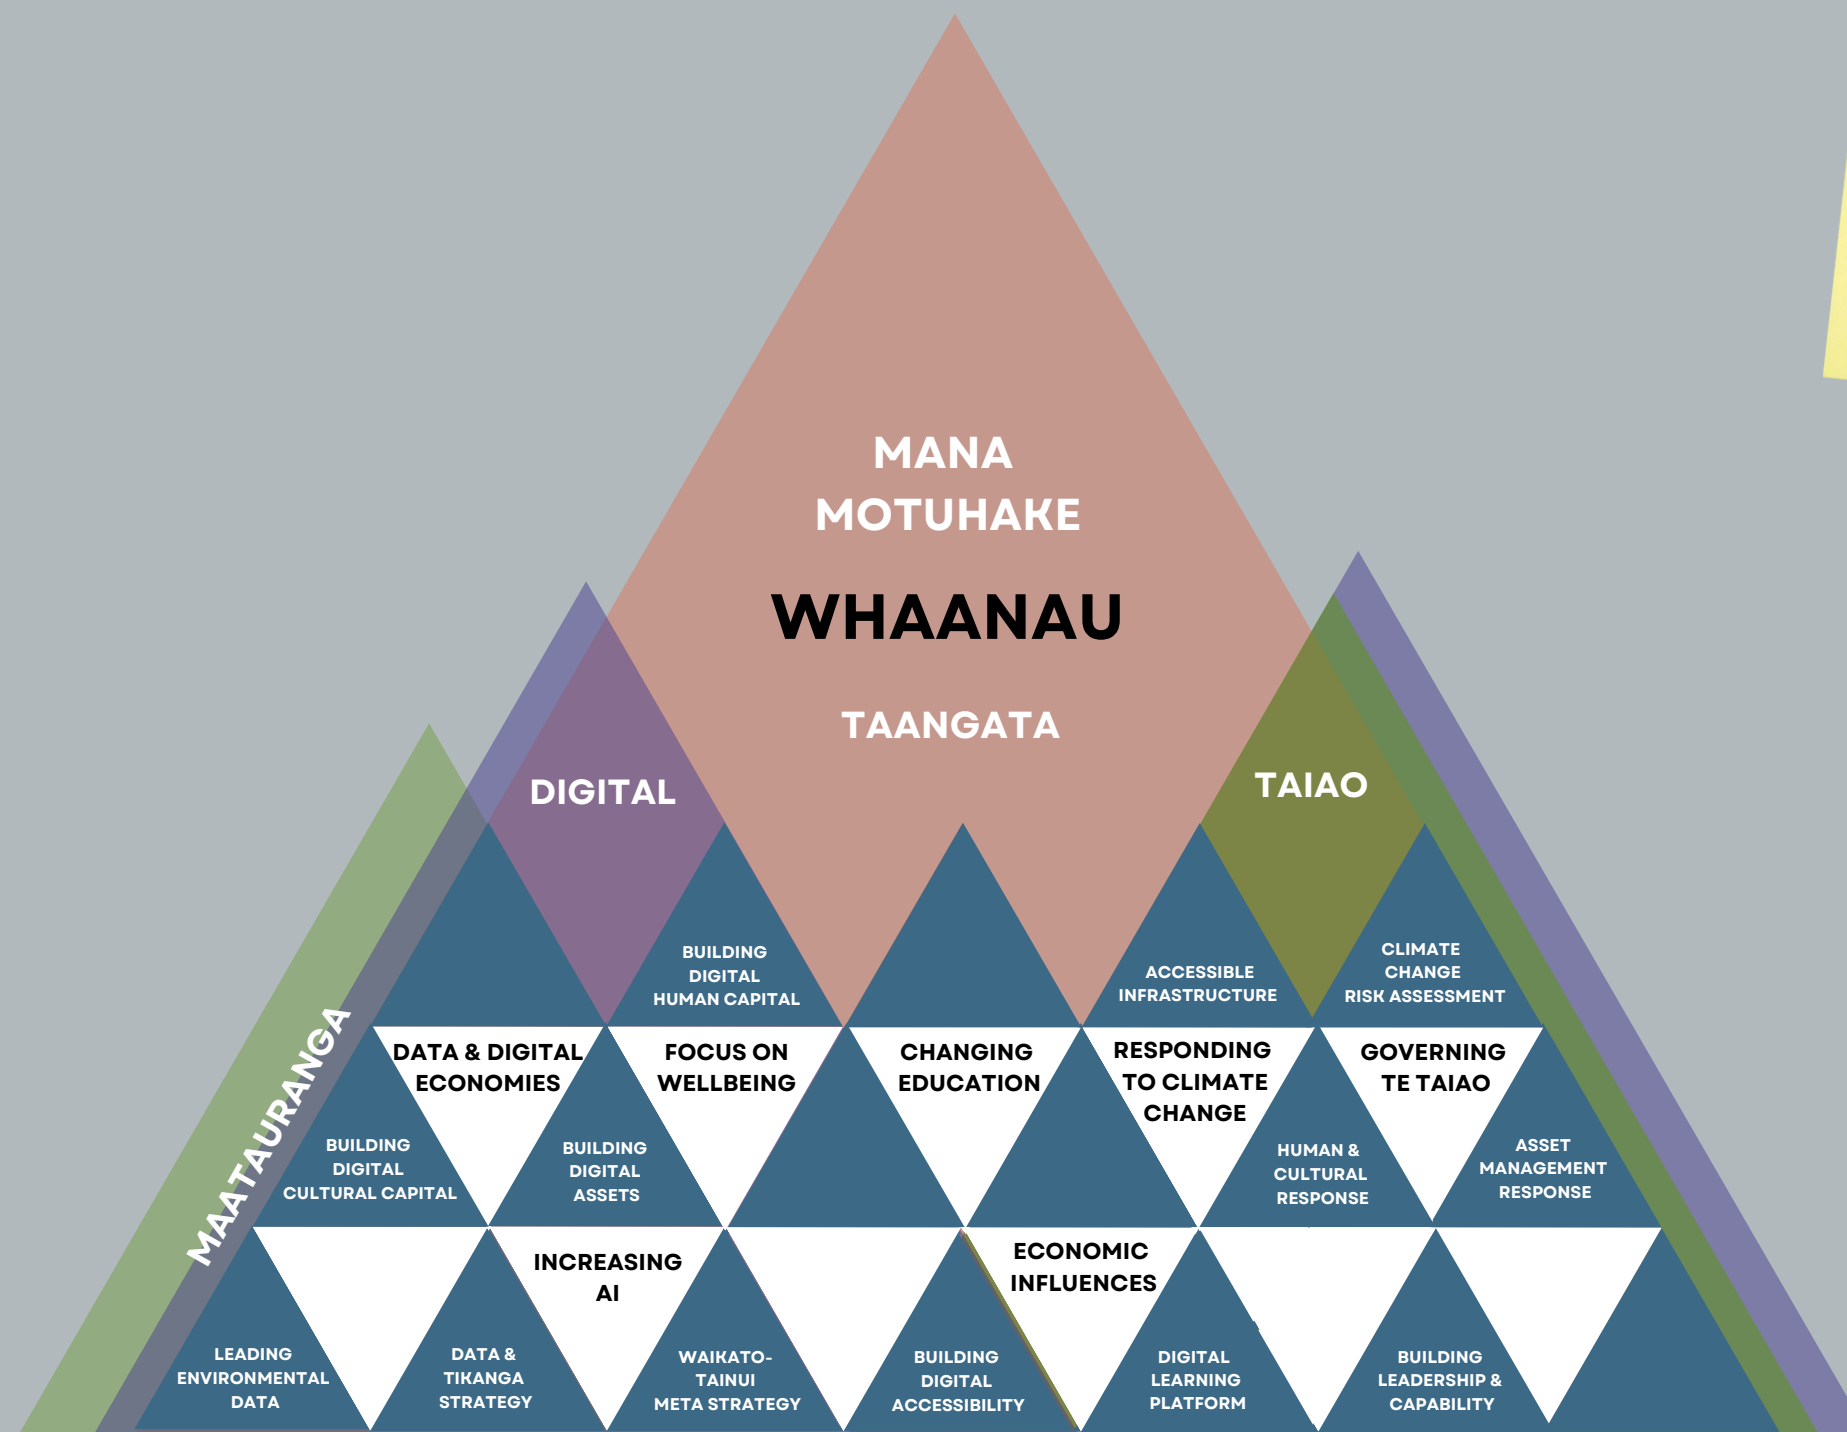 MANA
MOTUHAKE
WHAANAU
TAANGATA
DIGITAL
TAIAO
MAATAURANGA
BUILDING
DIGITAL
HUMAN CAPITAL
ACCESSIBLE
INFRASTRUCTURE
CLIMATE
CHANGE
RISK ASSESSMENT
DATA & DIGITAL
ECONOMIES
FOCUS ON
WELLBEING
CHANGING
EDUCATION
RESPONDING
TO CLIMATE
CHANGE
GOVERNING
TE TAIAO
BUILDING
DIGITAL
CULTURAL CAPITAL
BUILDING
DIGITAL
ASSETS
HUMAN &
CULTURAL
RESPONSE
ASSET
MANAGEMENT
RESPONSE
INCREASING
AI
ECONOMIC
INFLUENCES
LEADING
ENVIRONMENTAL
DATA
DATA &
TIKANGA
STRATEGY
WAIKATO-
TAINUI
META STRATEGY
BUILDING
DIGITAL
ACCESSIBILITY
DIGITAL
LEARNING
PLATFORM
BUILDING
LEADERSHIP &
CAPABILITY